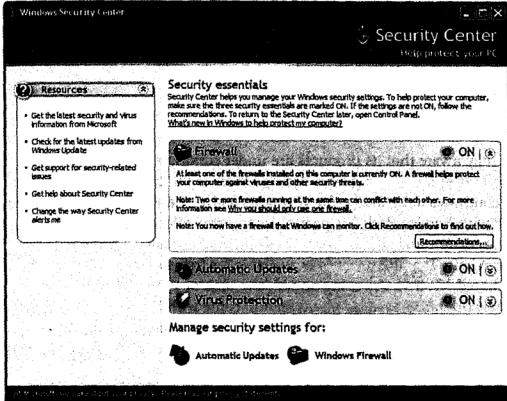 Windows Security Center
Security Center
Help protect your PC
Resources
Get the latest security and virus
information from Microsoft
Check for the latest updates from
Windows Update
Get support for security-related
issues
Get help about Security Center
Change the way Security Center
alerts me
Security essentials
Security Center helps you manage your Windows security settings. To help protect your computer,
make sure the three security essentials are marked ON. If the settings are not ON, follow the
recommendations. To return to the Security Center later, open Control Panel.
What's new in Windows to help protect my computer?
Firewall
ON
At least one of the firewalls installed on this computer is currently ON. A firewall helps protect
your computer against viruses and other security threats.
Note: Two or more firewalls running at the same time can conflict with each other. For more
information see Why you should only use one firewall.
Note: You now have a firewall that Windows can monitor. Click Recommendations to find out how.
Recommendations...
Automatic Updates
ON
Virus Protection
ON
Manage security settings for:
Automatic Updates
Windows Firewall